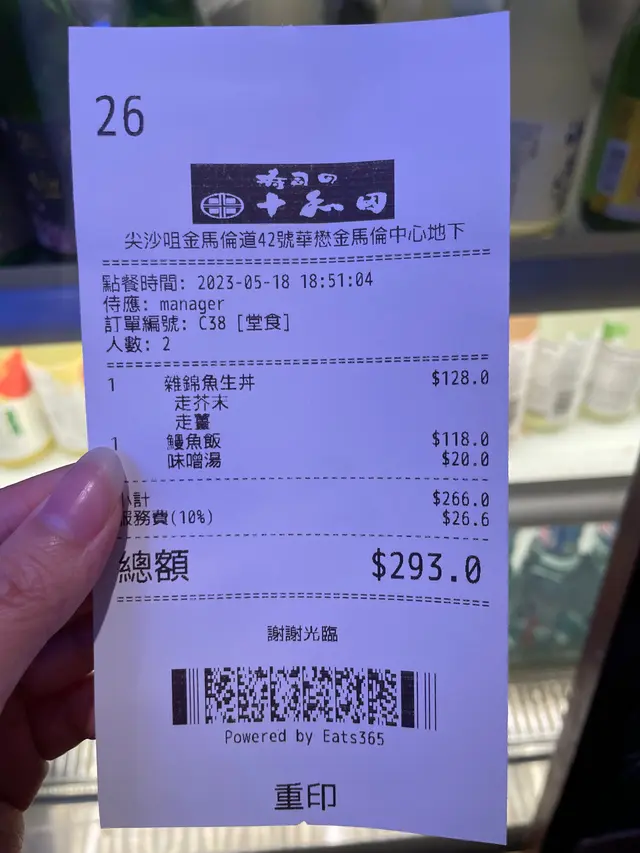 26
寿司の
十和田
尖沙咀金馬倫道42號華懋金馬倫中心地下
點餐時間: 2023-05-18 18:51:04
侍應: manager
訂單編號: C38 [堂食]
人數: 2
1 雜錦魚生丼 $128.0
走芥末
走薑
1 鰻魚飯 $118.0
味噌湯 $20.0
小計 $266.0
服務費(10%) $26.6
總額 $293.0
謝謝光臨
Powered by Eats365
重印